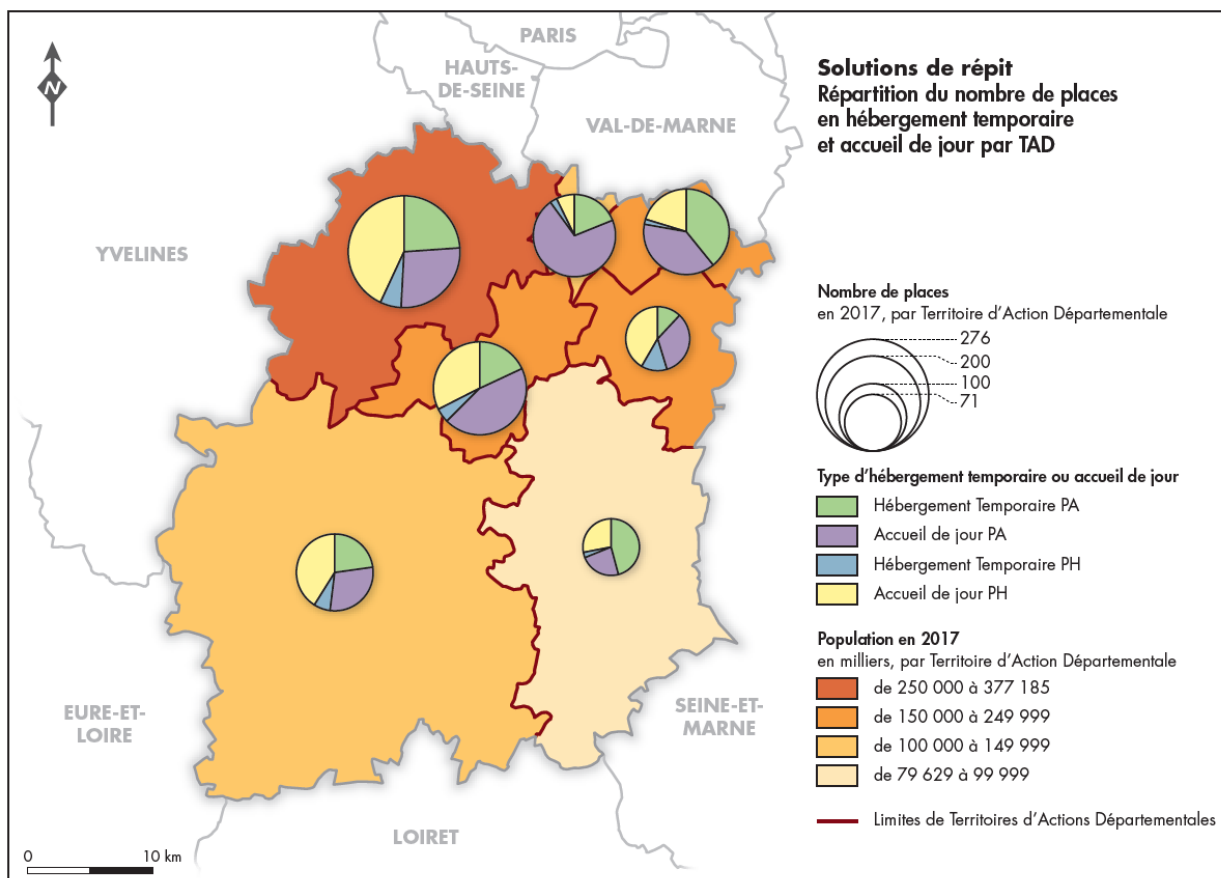 PARIS
HAUTS-
DE-SEINE
VAL-DE-MARNE
YVELINES
EURE-ET-
LOIRE
LOIRET
SEINE-ET-
MARNE
N
0
10 km
Solutions de répit
Répartition du nombre de places
en hébergement temporaire
et accueil de jour par TAD
Nombre de places
en 2017, par Territoire d'Action Départementale
276
200
100
71
Type d'hébergement temporaire ou accueil de jour
Hébergement Temporaire PA
Accueil de jour PA
Hébergement Temporaire PH
Accueil de jour PH
Population en 2017
en milliers, par Territoire d'Action Départementale
de 250 000 à 377 185
de 150 000 à 249 999
de 100 000 à 149 999
de 79 629 à 99 999
Limites de Territoires d'Actions Départementales